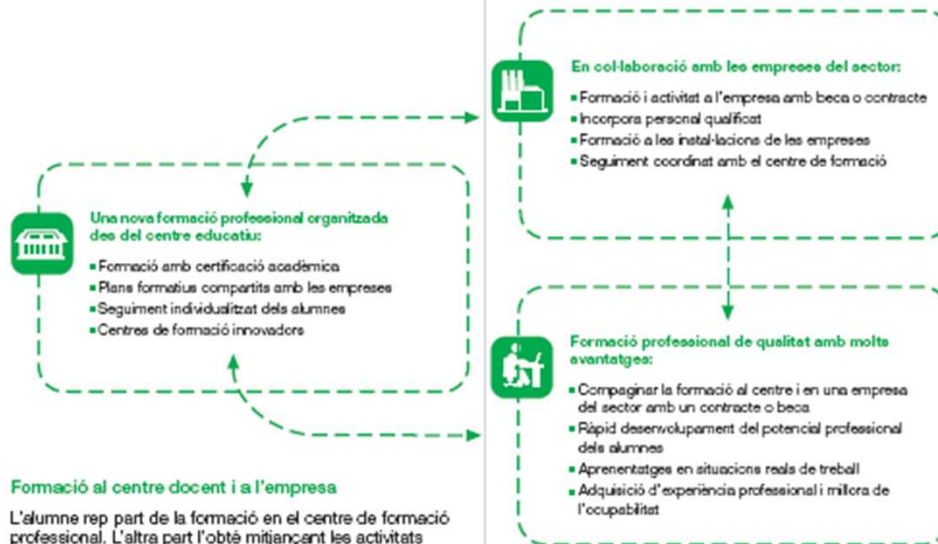 En col·laboració amb les empreses del sector:
Formació i activitat a l'empresa amb beca o contracte
Incorpora personal qualificat
Formació a les instal·lacions de les empreses
Seguiment coordinat amb el centre de formació
Una nova formació professional organitzada
des del centre educatiu:
Formació amb certificació acadèmica
Plans formatius compartits amb les empreses
Seguiment individualitzat dels alumnes
Centres de formació innovadors
Formació professional de qualitat amb molts
avantatges:
Compaginar la formació al centre i en una empresa
del sector amb un contracte o beca
Ràpid desenvolupament del potencial professional
dels alumnes
Aprenentatges en situacions reals de treball
Adquisició d'experiència professional i millora de
l'ocupabilitat
Formació al centre docent i a l'empresa
L'alumne rep part de la formació en el centre de formació
professional. L'altra part l'obté mitjançant les activitats